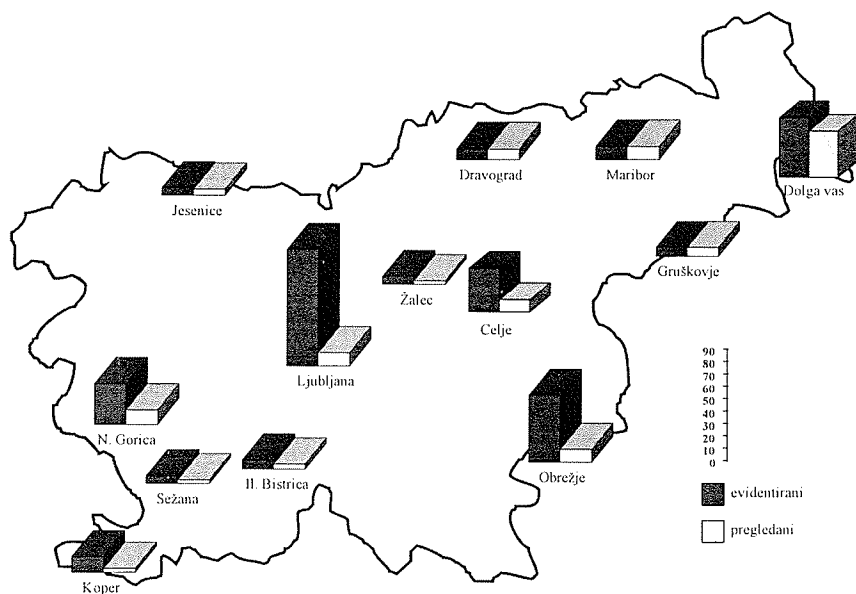 Dravograd
Maribor
Dolga vas
Jesenice
Gruškovje
Žalec
Celje
Ljubljana
N. Gorica
Sežana
Il. Bistrica
Obrežje
Koper
90
80
70
60
50
40
30
20
10
0
evidentirani
pregledani